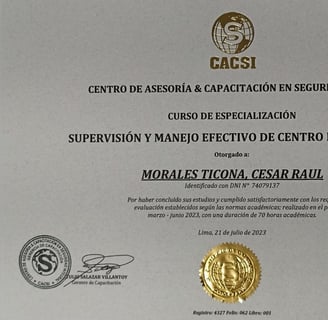 CACSI
CENTRO DE ASESORÍA & CAPACITACIÓN EN SEGUR
CURSO DE ESPECIALIZACIÓN
SUPERVISIÓN Y MANEJO EFECTIVO DE CENTRO
Otorgado a:
MORALES TICONA, CESAR RAUL
Identificado con DNI N° 74079137
Por haber concluido sus estudios y cumplido satisfactoriamente con los re
evaluación establecidos según las normas académicas; realizado en el p
marzo - junio 2023, con una duración de 70 horas académicas.
Lima, 21 de julio de 2023
SALAZAR VILLANTOY
Gerente de Capacitación
CACSI
Registro: 4327 Folio: 062 Libro: 001